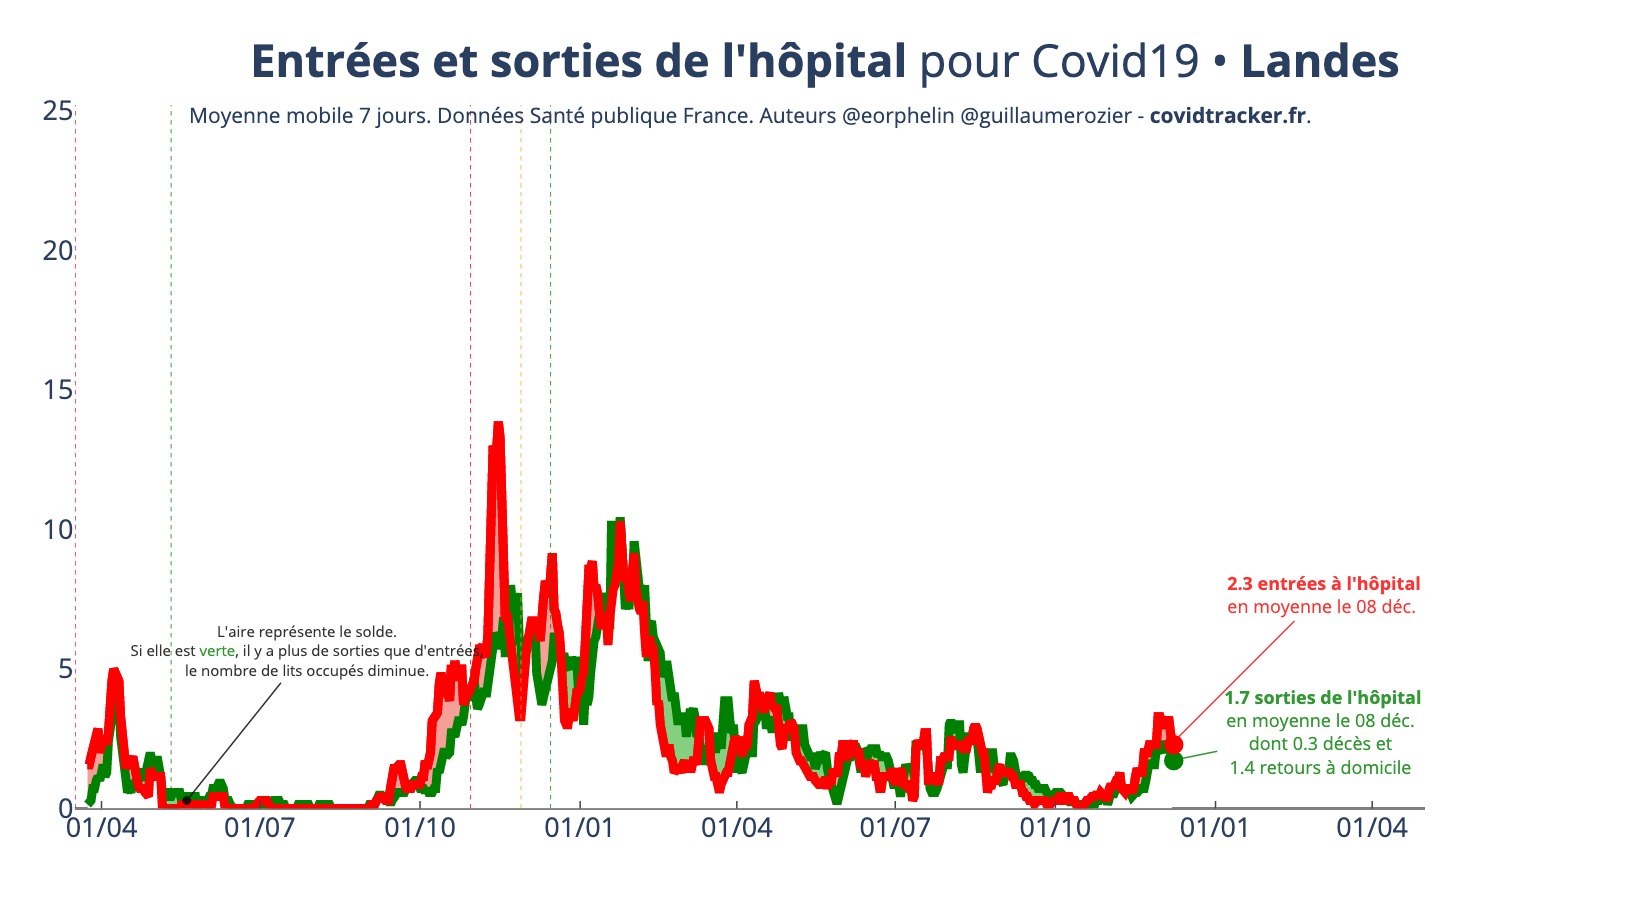 Entrées et sorties de l'hôpital pour Covid19 • Landes
Moyenne mobile 7 jours. Données Santé publique France. Auteurs @eorphelin @guillaumerozier - covidtracker.fr.
25
20
15
10
5
0
L'aire représente le solde.
Si elle est verte, il y a plus de sorties que d'entrées,
le nombre de lits occupés diminue.
2.3 entrées à l'hôpital
en moyenne le 08 déc.
1.7 sorties de l'hôpital
en moyenne le 08 déc.
dont 0.3 décès et
1.4 retours à domicile
01/04 01/07 01/10 01/01 01/04 01/07 01/10 01/01 01/04